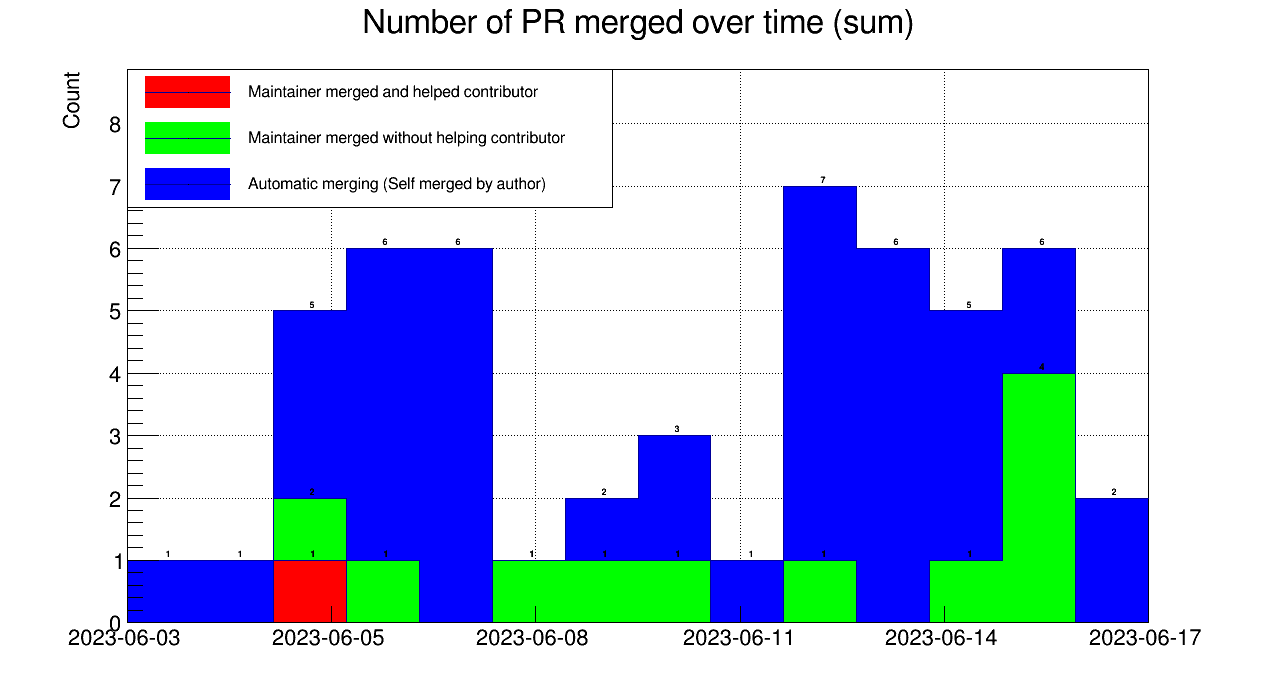 Number of PR merged over time (sum)
Count
Maintainer merged and helped contributor
Maintainer merged without helping contributor
Automatic merging (Self merged by author)
8
7
7
6
6 6 6 6
5
5 5
4
4
3
3
2
2 2 2
1
1 1 1 1 1 1 1 1 1 1
0
2023-06-03 2023-06-05 2023-06-08 2023-06-11 2023-06-14 2023-06-17